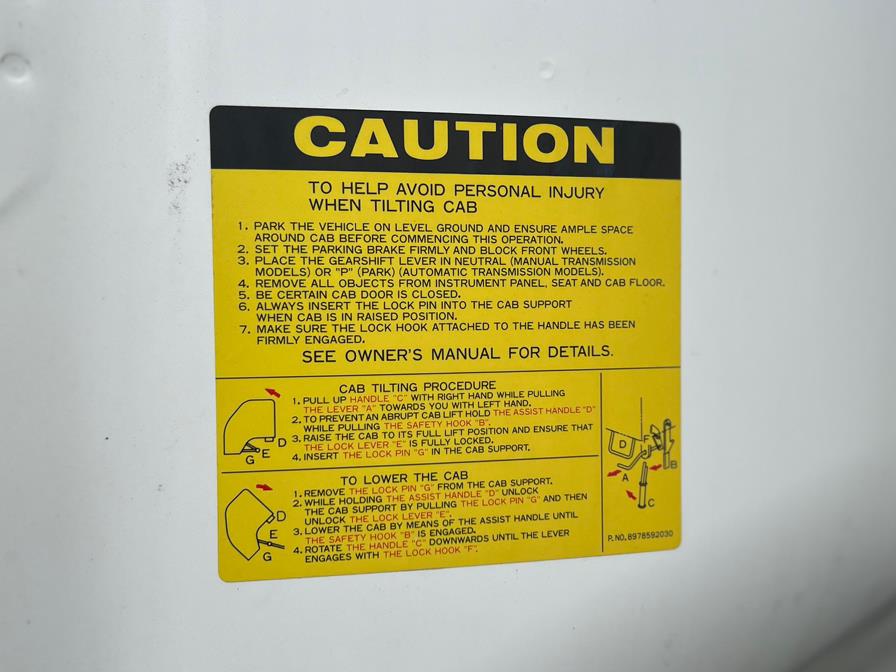 CAUTION
TO HELP AVOID PERSONAL INJURY
WHEN TILTING CAB
1. PARK THE VEHICLE ON LEVEL GROUND AND ENSURE AMPLE SPACE
AROUND CAB BEFORE COMMENCING THIS OPERATION.
2. SET THE PARKING BRAKE FIRMLY AND BLOCK FRONT WHEELS.
3. PLACE THE GEARSHIFT LEVER IN NEUTRAL (MANUAL TRANSMISSION
MODELS) OR "P" (PARK) (AUTOMATIC TRANSMISSION MODELS).
4. REMOVE ALL OBJECTS FROM INSTRUMENT PANEL, SEAT AND CAB FLOOR.
5. BE CERTAIN CAB DOOR IS CLOSED.
6. ALWAYS INSERT THE LOCK PIN INTO THE CAB SUPPORT
WHEN CAB IS IN RAISED POSITION.
7. MAKE SURE THE LOCK HOOK ATTACHED TO THE HANDLE HAS BEEN
FIRMLY ENGAGED.
SEE OWNER'S MANUAL FOR DETAILS.
CAB TILTING PROCEDURE
1. PULL UP HANDLE "C" WITH RIGHT HAND WHILE PULLING
THE LEVER "A" TOWARDS YOU WITH LEFT HAND.
2. TO PREVENT AN ABRUPT CAB LIFT HOLD THE ASSIST HANDLE "D"
WHILE PULLING THE SAFETY HOOK "B".
3. RAISE THE CAB TO ITS FULL LIFT POSITION AND ENSURE THAT
THE LOCK LEVER "E" IS FULLY LOCKED.
4. INSERT THE LOCK PIN "G" IN THE CAB SUPPORT.
D
E
G
TO LOWER THE CAB
1. REMOVE THE LOCK PIN "G" FROM THE CAB SUPPORT.
2. WHILE HOLDING THE ASSIST HANDLE "D" UNLOCK
THE CAB SUPPORT BY PULLING THE LOCK PIN "G" AND THEN
UNLOCK THE LOCK LEVER "E".
3. LOWER THE CAB BY MEANS OF THE ASSIST HANDLE UNTIL
THE SAFETY HOOK "B" IS ENGAGED.
4. ROTATE THE HANDLE "C" DOWNWARDS UNTIL THE LEVER
ENGAGES WITH THE LOCK HOOK "F".
D
E
G
D
F
B
A
C
P.NO.8978592030